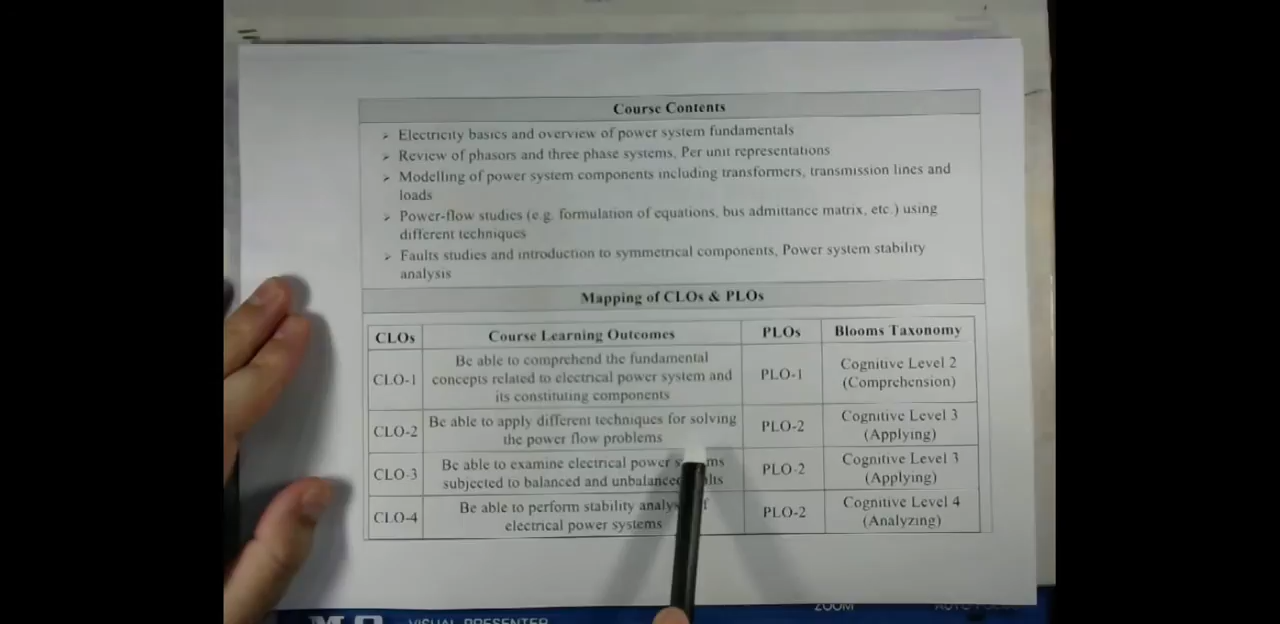 Course Contents
➢ Electricity basics and overview of power system fundamentals
➢ Review of phasors and three phase systems, Per unit representations
➢ Modelling of power system components including transformers, transmission lines and
loads
➢ Power-flow studies (e.g. formulation of equations, bus admittance matrix, etc.) using
different techniques
➢ Faults studies and introduction to symmetrical components, Power system stability
analysis
Mapping of CLOs & PLOs
CLOs Course Learning Outcomes PLOs Blooms Taxonomy
CLO-1
Be able to comprehend the fundamental
concepts related to electrical power system and
its constituting components
PLO-1
Cognitive Level 2
(Comprehension)
CLO-2
Be able to apply different techniques for solving
the power flow problems
PLO-2
Cognitive Level 3
(Applying)
CLO-3
Be able to examine electrical power
subjected to balanced and unbalanced
PLO-2
Cognitive Level 3
(Applying)
CLO-4
Be able to perform stability
electrical power systems
PLO-2
Cognitive Level 4
(Analyzing)
ZOOM
VISUAL PRESENTER